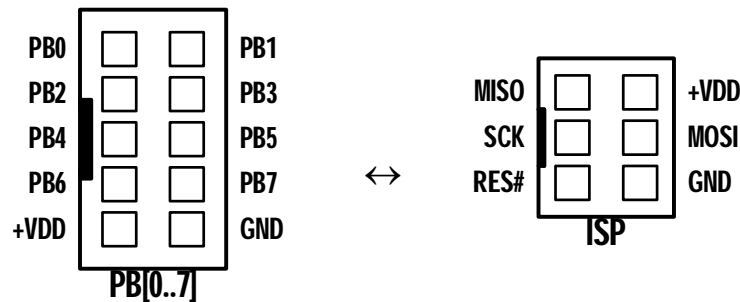 PB0 PB1
PB2 PB3
PB4 PB5
PB6 PB7
+VDD GND
PB[0..7]
↔
MISO +VDD
SCK MOSI
RES# GND
ISP